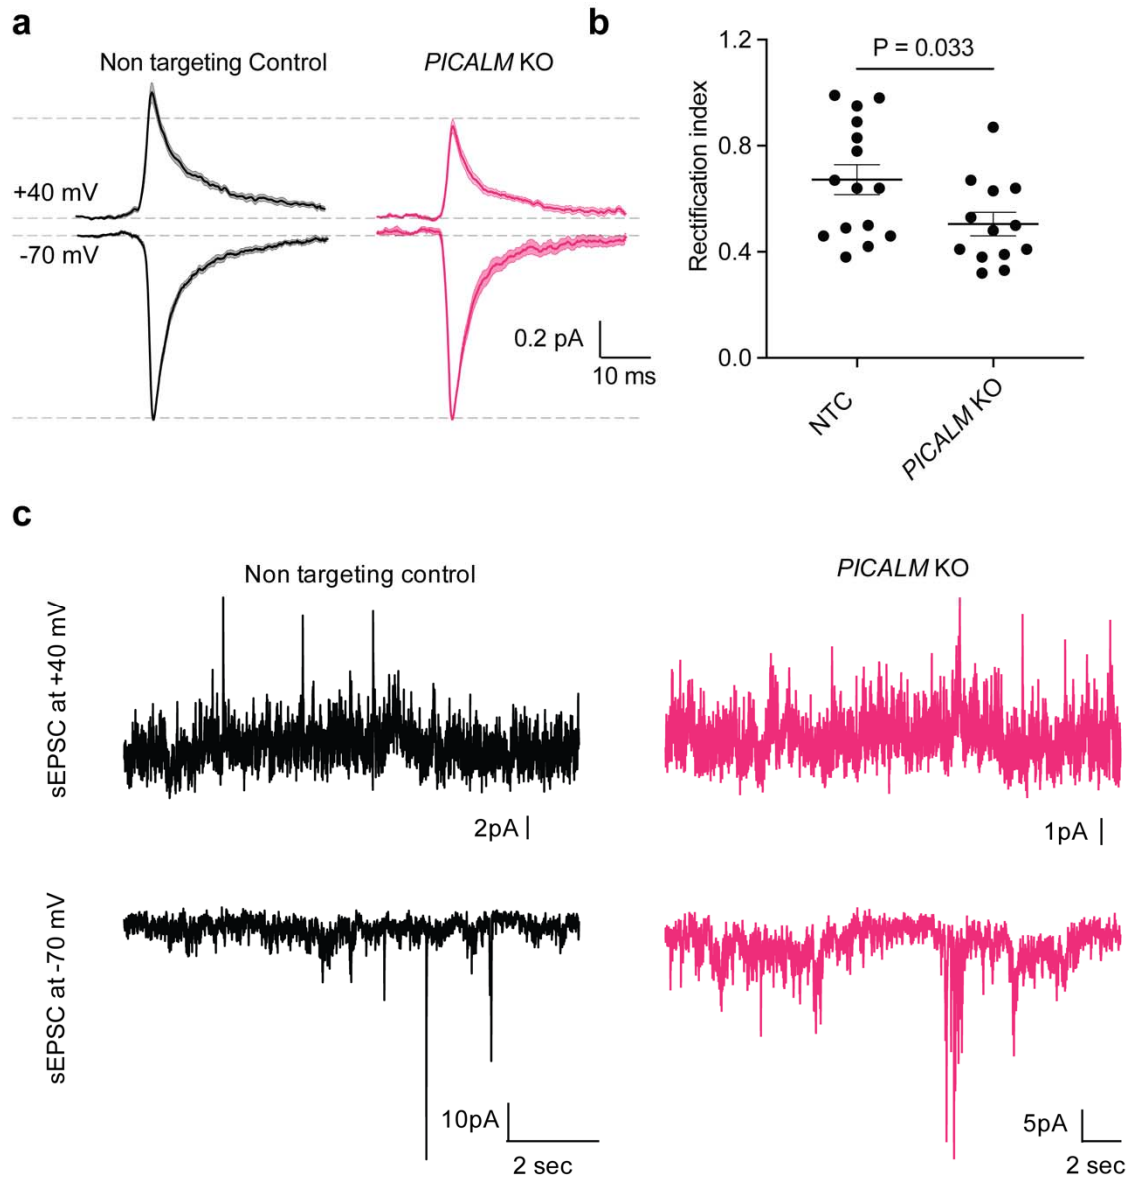 a
Non targeting Control
PICALM KO
+40 mV
-70 mV
0.2 pA
10 ms
b
P = 0.033
Rectification index
1.2
0.8
0.4
0.0
NTC
PICALM KO
c
Non targeting control
PICALM KO
sEPSC at +40 mV
2pA
1pA
sEPSC at -70 mV
10pA
2 sec
5pA
2 sec